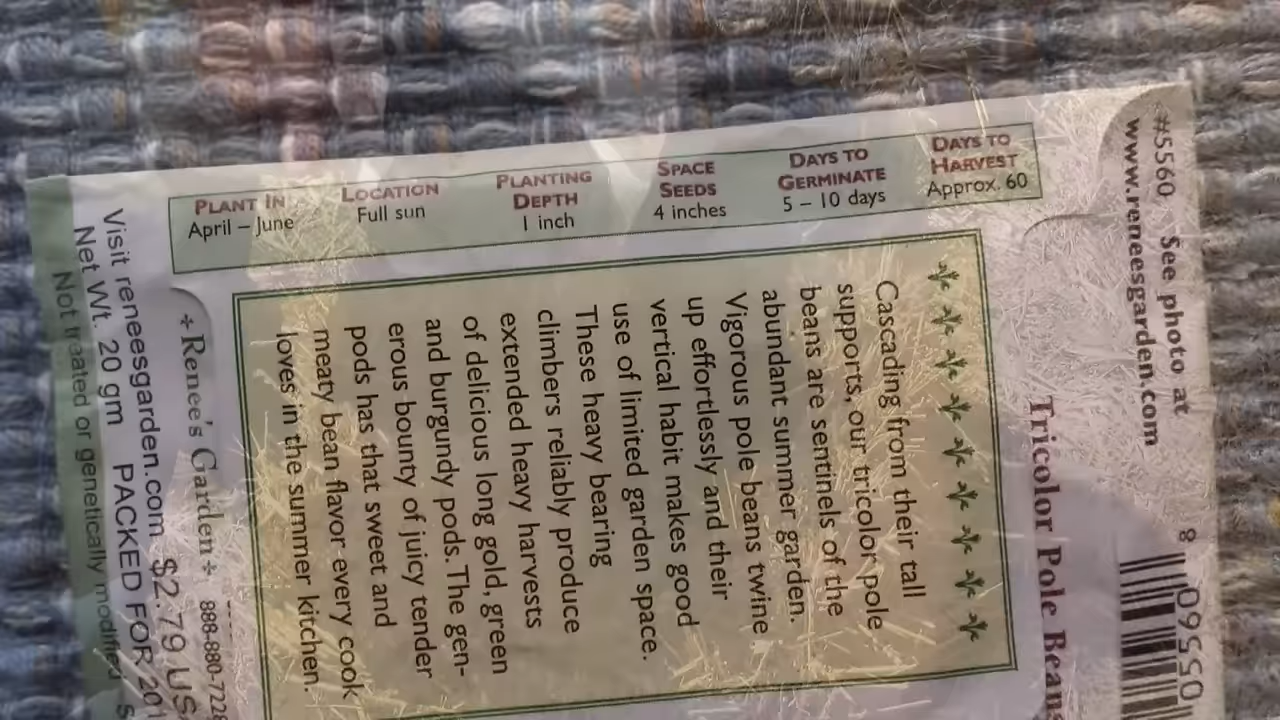 #5560 See photo at
www.reneesgarden.com
8 09560
Tricolor Pole Beans
Cascading from their tall
supports, our tricolor pole
beans are sentinels of the
abundant summer garden.
Vigorous pole beans twine
up effortlessly and their
vertical habit makes good
use of limited garden space.
These heavy bearing
climbers reliably produce
extended heavy harvests
of delicious long gold, green
and burgundy pods. The gen-
erous bounty of juicy tender
pods has that sweet and
meaty bean flavor every cook
loves in the summer kitchen.
PLANT IN
April – June
LOCATION
Full sun
PLANTING
DEPTH
1 inch
SPACE
SEEDS
4 inches
DAYS TO
GERMINATE
5 – 10 days
DAYS TO
HARVEST
Approx. 60
Renee's Garden 888-880-7228
Visit reneesgarden.com $2.79 US
Net Wt. 20 gm PACKED FOR 201
Not treated or genetically modified